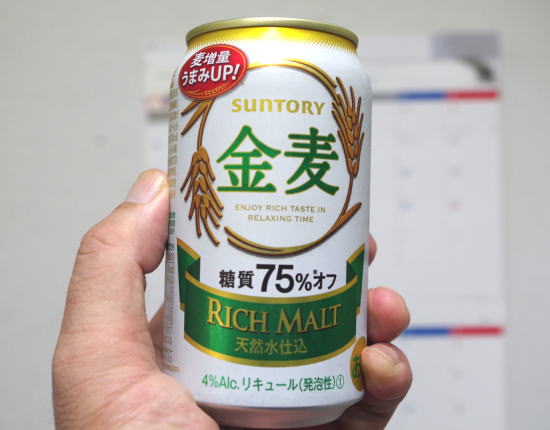 麦増量
うまみUP!
SUNTORY
金麦
ENJOY RICH TASTE IN
RELAXING TIME
糖質75%※オフ
RICH MALT
天然水仕込
4%Alc. リキュール(発泡性)①
お